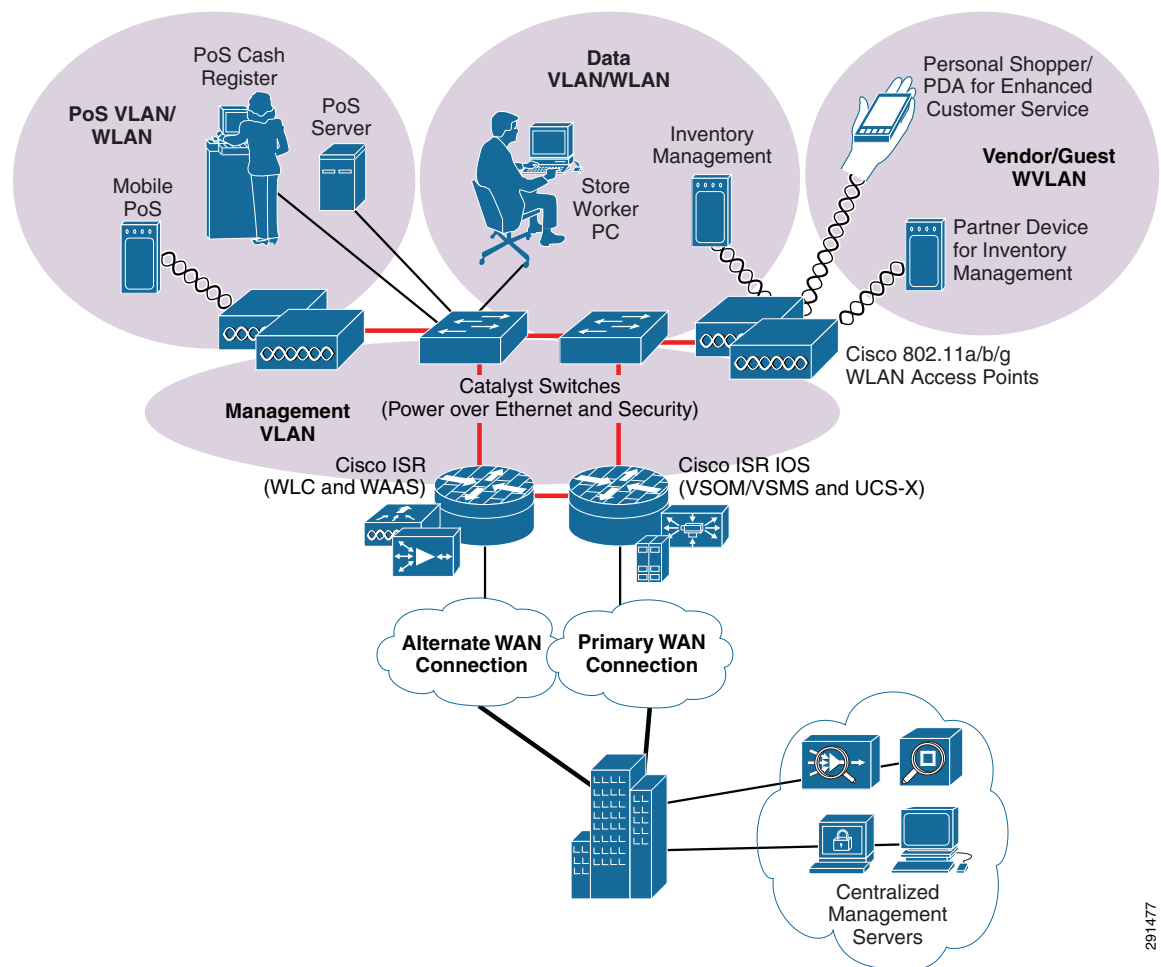 PoS Cash
Register
PoS VLAN/
WLAN
PoS
Server
Mobile
PoS
Data
VLAN/WLAN
Store
Worker
PC
Inventory
Management
Personal Shopper/
PDA for Enhanced
Customer Service
Vendor/Guest
WVLAN
Partner Device
for Inventory
Management
Cisco 802.11a/b/g
WLAN Access Points
Catalyst Switches
(Power over Ethernet and Security)
Management
VLAN
Cisco ISR
(WLC and WAAS)
Cisco ISR IOS
(VSOM/VSMS and UCS-X)
Alternate WAN
Connection
Primary WAN
Connection
Centralized
Management
Servers
291477